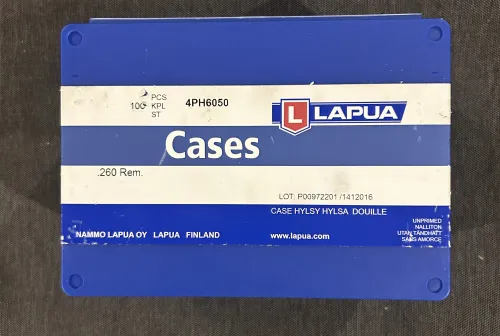 100 PCS
KPL
ST
4PH6050
L LAPUA
Cases
.260 Rem.
LOT: P00972201 /1412016
CASE HYLSY HYLSA DOUILLE
UNPRIMED
NALLITON
UTAN TÄNDHATT
SANS AMORCE
NAMMO LAPUA OY LAPUA FINLAND
www.lapua.com